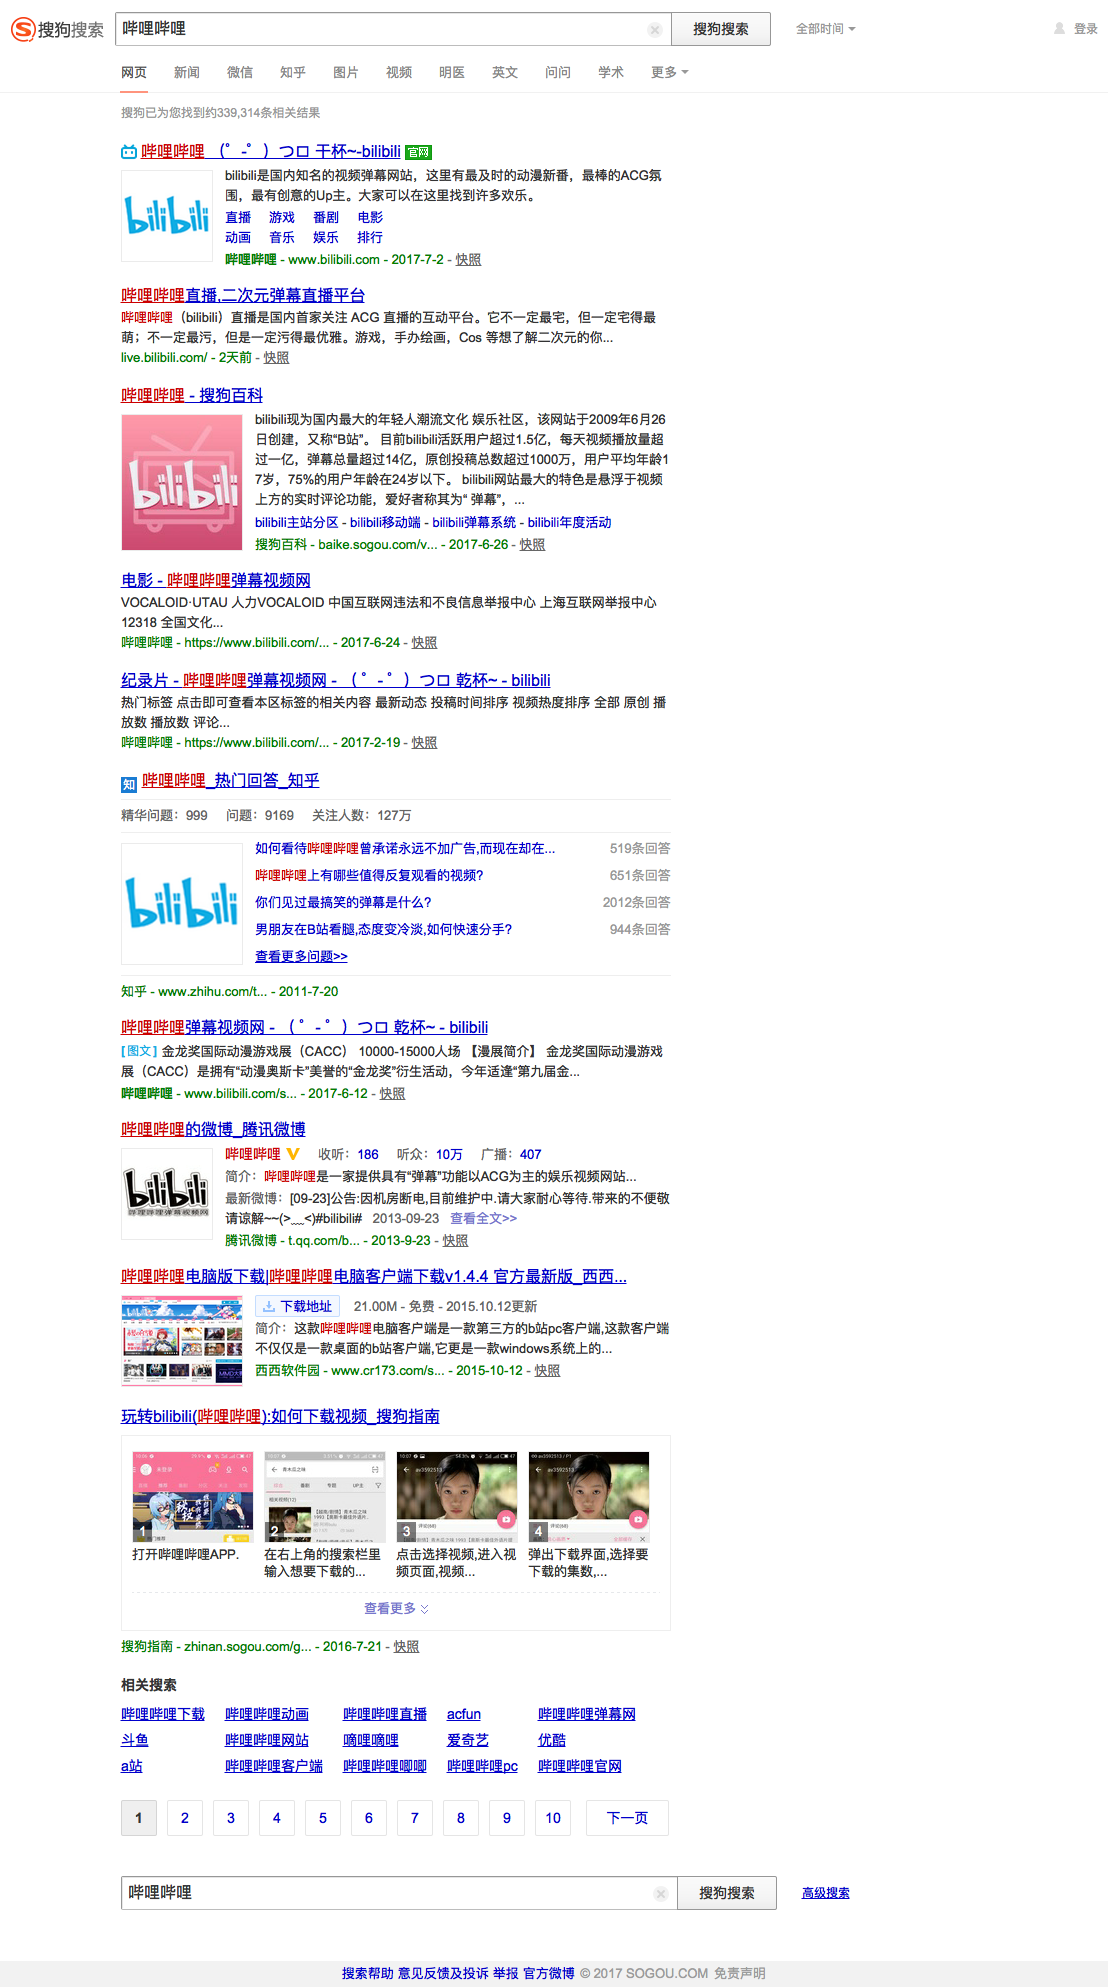 搜狗搜索 哔哩哔哩 搜狗搜索 全部时间 登录
网页 新闻 微信 知乎 图片 视频 明医 英文 问问 学术 更多
搜狗已为您找到约339,314条相关结果
哔哩哔哩 （゜-゜）つロ 干杯~-bilibili 官网
bilibili
bilibili是国内知名的视频弹幕网站，这里有最及时的动漫新番，最棒的ACG氛
围，最有创意的Up主。大家可以在这里找到许多欢乐。
直播 游戏 番剧 电影
动画 音乐 娱乐 排行
哔哩哔哩 - www.bilibili.com - 2017-7-2 - 快照
哔哩哔哩直播,二次元弹幕直播平台
哔哩哔哩（bilibili）直播是国内首家关注 ACG 直播的互动平台。它不一定最宅，但一定宅得最
萌；不一定最污，但是一定污得最优雅。游戏，手办绘画，Cos 等想了解二次元的你...
live.bilibili.com/ - 2天前 - 快照
哔哩哔哩 - 搜狗百科
bilibili
bilibili现为国内最大的年轻人潮流文化 娱乐社区，该网站于2009年6月26
日创建，又称“B站”。 目前bilibili活跃用户超过1.5亿，每天视频播放量超
过一亿，弹幕总量超过14亿，原创投稿总数超过1000万，用户平均年龄1
7岁，75%的用户年龄在24岁以下。 bilibili网站最大的特色是悬浮于视频
上方的实时评论功能，爱好者称其为“ 弹幕”，...
bilibili主站分区 - bilibili移动端 - bilibili弹幕系统 - bilibili年度活动
搜狗百科 - baike.sogou.com/v... - 2017-6-26 - 快照
电影 - 哔哩哔哩弹幕视频网
VOCALOID·UTAU 人力VOCALOID 中国互联网违法和不良信息举报中心 上海互联网举报中心
12318 全国文化...
哔哩哔哩 - https://www.bilibili.com/... - 2017-6-24 - 快照
纪录片 - 哔哩哔哩弹幕视频网 - （ ゜- ゜）つロ 乾杯~ - bilibili
热门标签 点击即可查看本区标签的相关内容 最新动态 投稿时间排序 视频热度排序 全部 原创 播
放数 播放数 评论...
哔哩哔哩 - https://www.bilibili.com/... - 2017-2-19 - 快照
知 哔哩哔哩_热门回答_知乎
精华问题：999 问题：9169 关注人数：127万
bilibili
如何看待哔哩哔哩曾承诺永远不加广告,而现在却在... 519条回答
哔哩哔哩上有哪些值得反复观看的视频? 651条回答
你们见过最搞笑的弹幕是什么? 2012条回答
男朋友在B站看腿,态度变冷淡,如何快速分手? 944条回答
查看更多问题>>
知乎 - www.zhihu.com/t... - 2011-7-20
哔哩哔哩弹幕视频网 - （ ゜- ゜）つロ 乾杯~ - bilibili
[图文] 金龙奖国际动漫游戏展（CACC） 10000-15000人场 【漫展简介】 金龙奖国际动漫游戏
展（CACC）是拥有“动漫奥斯卡”美誉的“金龙奖”衍生活动，今年适逢“第九届金...
哔哩哔哩 - www.bilibili.com/s... - 2017-6-12 - 快照
哔哩哔哩的微博_腾讯微博
bilibili
哔哩哔哩弹幕视频网
哔哩哔哩 V 收听：186 听众：10万 广播：407
简介：哔哩哔哩是一家提供具有“弹幕”功能以ACG为主的娱乐视频网站...
最新微博：[09-23]公告:因机房断电,目前维护中.请大家耐心等待.带来的不便敬
请谅解~~(>﹏<)#bilibili# 2013-09-23 查看全文>>
腾讯微博 - t.qq.com/b... - 2013-9-23 - 快照
哔哩哔哩电脑版下载|哔哩哔哩电脑客户端下载v1.4.4 官方最新版_西西...
下载地址 21.00M - 免费 - 2015.10.12更新
简介：这款哔哩哔哩电脑客户端是一款第三方的b站pc客户端,这款客户端
不仅仅是一款桌面的b站客户端,它更是一款windows系统上的...
西西软件园 - www.cr173.com/s... - 2015-10-12 - 快照
玩转bilibili(哔哩哔哩):如何下载视频_搜狗指南
1 2 3 4
打开哔哩哔哩APP. 在右上角的搜索栏里 点击选择视频,进入视 弹出下载界面,选择要
输入想要下载的... 频页面,视频... 下载的集数,...
查看更多
搜狗指南 - zhinan.sogou.com/g... - 2016-7-21 - 快照
相关搜索
哔哩哔哩下载 哔哩哔哩动画 哔哩哔哩直播 acfun 哔哩哔哩弹幕网
斗鱼 哔哩哔哩网站 嘀哩嘀哩 爱奇艺 优酷
a站 哔哩哔哩客户端 哔哩哔哩唧唧 哔哩哔哩pc 哔哩哔哩官网
1 2 3 4 5 6 7 8 9 10 下一页
哔哩哔哩 搜狗搜索 高级搜索
搜索帮助 意见反馈及投诉 举报 官方微博 © 2017 SOGOU.COM 免责声明